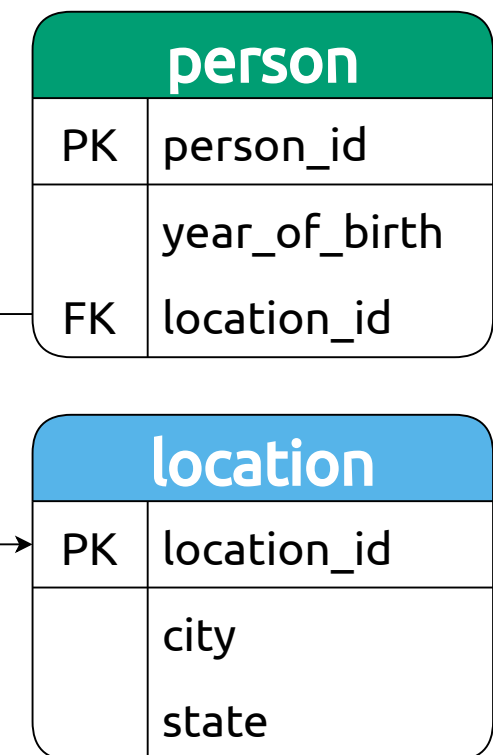 person
PK person_id
year_of_birth
FK location_id
location
PK location_id
city
state